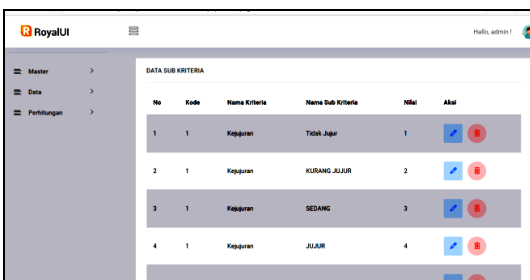 RoyalUI
Hallo, admin !
Master
Data
Perhitungan
DATA SUB KRITERIA
No Kode Nama Kriteria Nama Sub Kriteria Nilai Aksi
1 1 Kejujuran Tidak Jujur 1
2 1 Kejujuran KURANG JUJUR 2
3 1 Kejujuran SEDANG 3
4 1 Kejujuran JUJUR 4